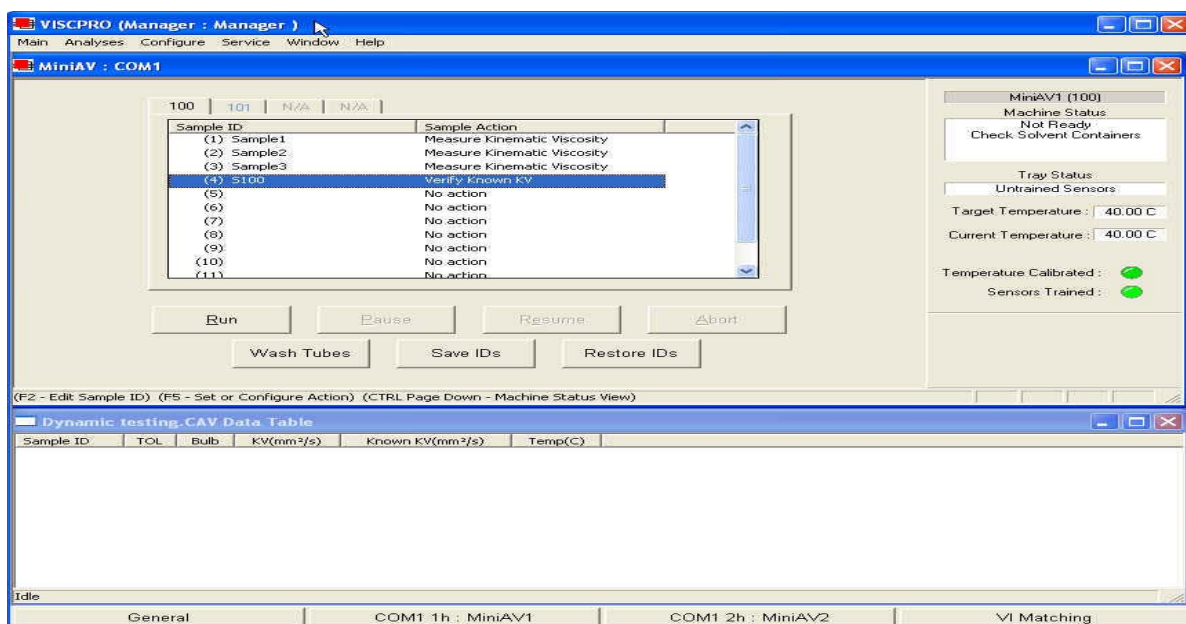 VISCPRO (Manager : Manager )
Main Analyses Configure Service Window Help
MiniAV : COM1
100 101 N/A N/A
Sample ID Sample Action
(1) Sample1 Measure Kinematic Viscosity
(2) Sample2 Measure Kinematic Viscosity
(3) Sample3 Measure Kinematic Viscosity
(4) S100 Verify Known KV
(5) No action
(6) No action
(7) No action
(8) No action
(9) No action
(10) No action
(11) No action
Run Pause Resume Abort
Wash Tubes Save IDs Restore IDs
MiniAV1 (100)
Machine Status
Not Ready
Check Solvent Containers
Tray Status
Untrained Sensors
Target Temperature : 40.00 C
Current Temperature : 40.00 C
Temperature Calibrated :
Sensors Trained :
(F2 - Edit Sample ID) (F5 - Set or Configure Action) (CTRL Page Down - Machine Status View)
Dynamic testing.CAV Data Table
Sample ID TOL Bulb KV(mm²/s) Known KV(mm²/s) Temp(C)
Idle
General COM1 1h : MiniAV1 COM1 2h : MiniAV2 VI Matching